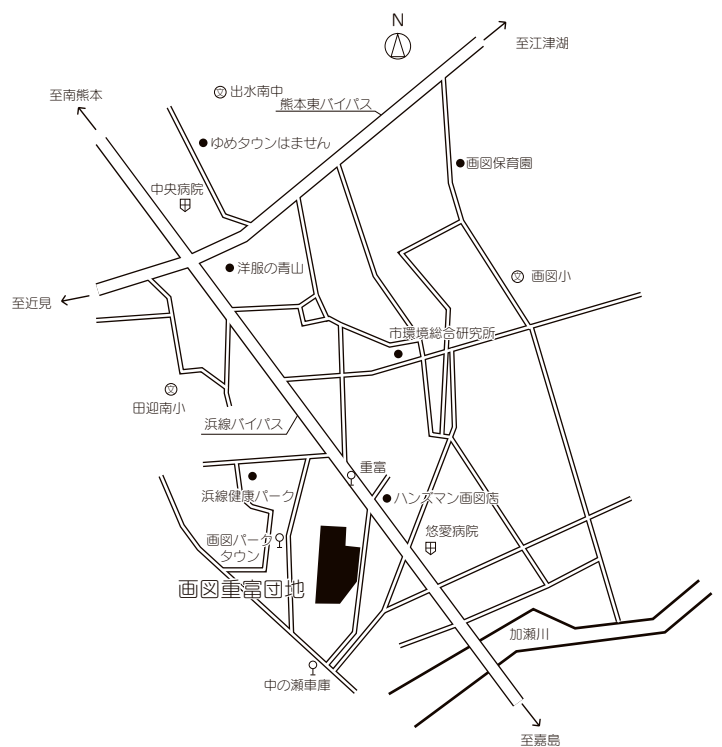 N
至江津湖
至南熊本
文 出水南中
熊本東バイパス
ゆめタウンはません
画図保育園
中央病院
洋服の青山
文 画図小
至近見
市環境総合研究所
文
田迎南小
浜線バイパス
重富
浜線健康パーク
ハンズマン画図店
画図パーク
タウン
悠愛病院
画図重富団地
加瀬川
中の瀬車庫
至嘉島